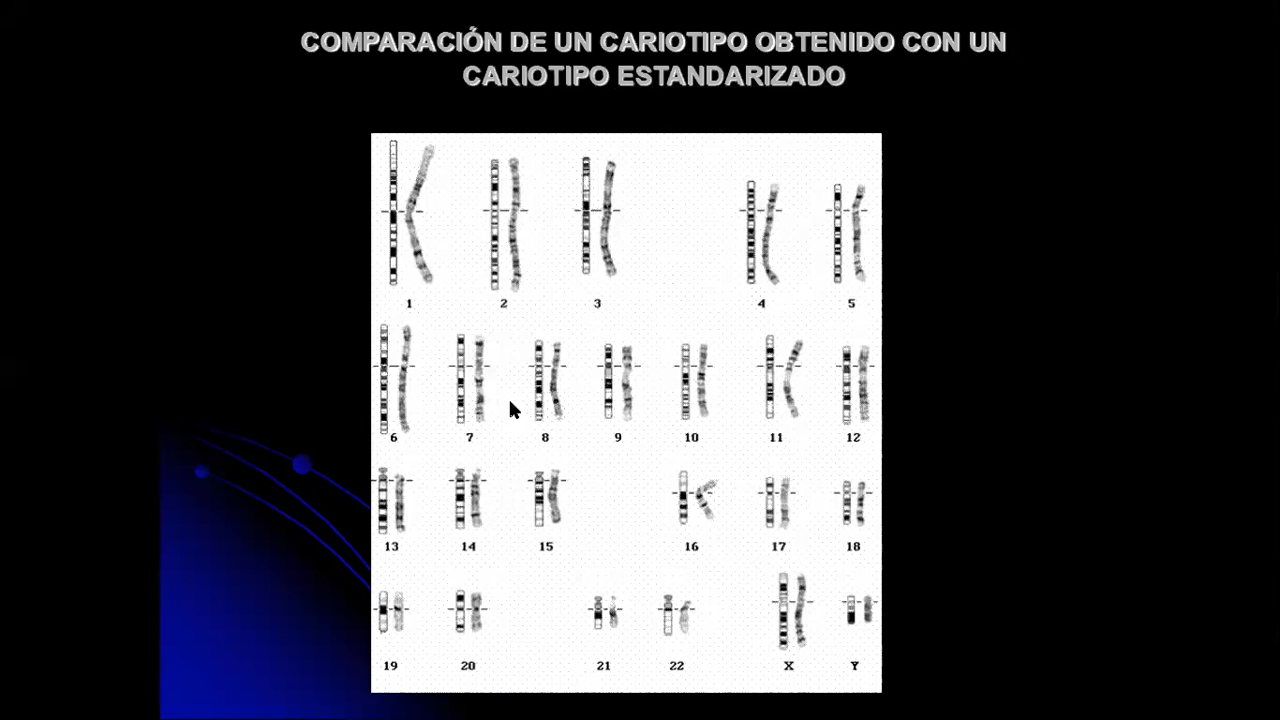 COMPARACIÓN DE UN CARIOTIPO OBTENIDO CON UN
CARIOTIPO ESTANDARIZADO
1 2 3 4 5
6 7 8 9 10 11 12
13 14 15 16 17 18
19 20 21 22 X Y